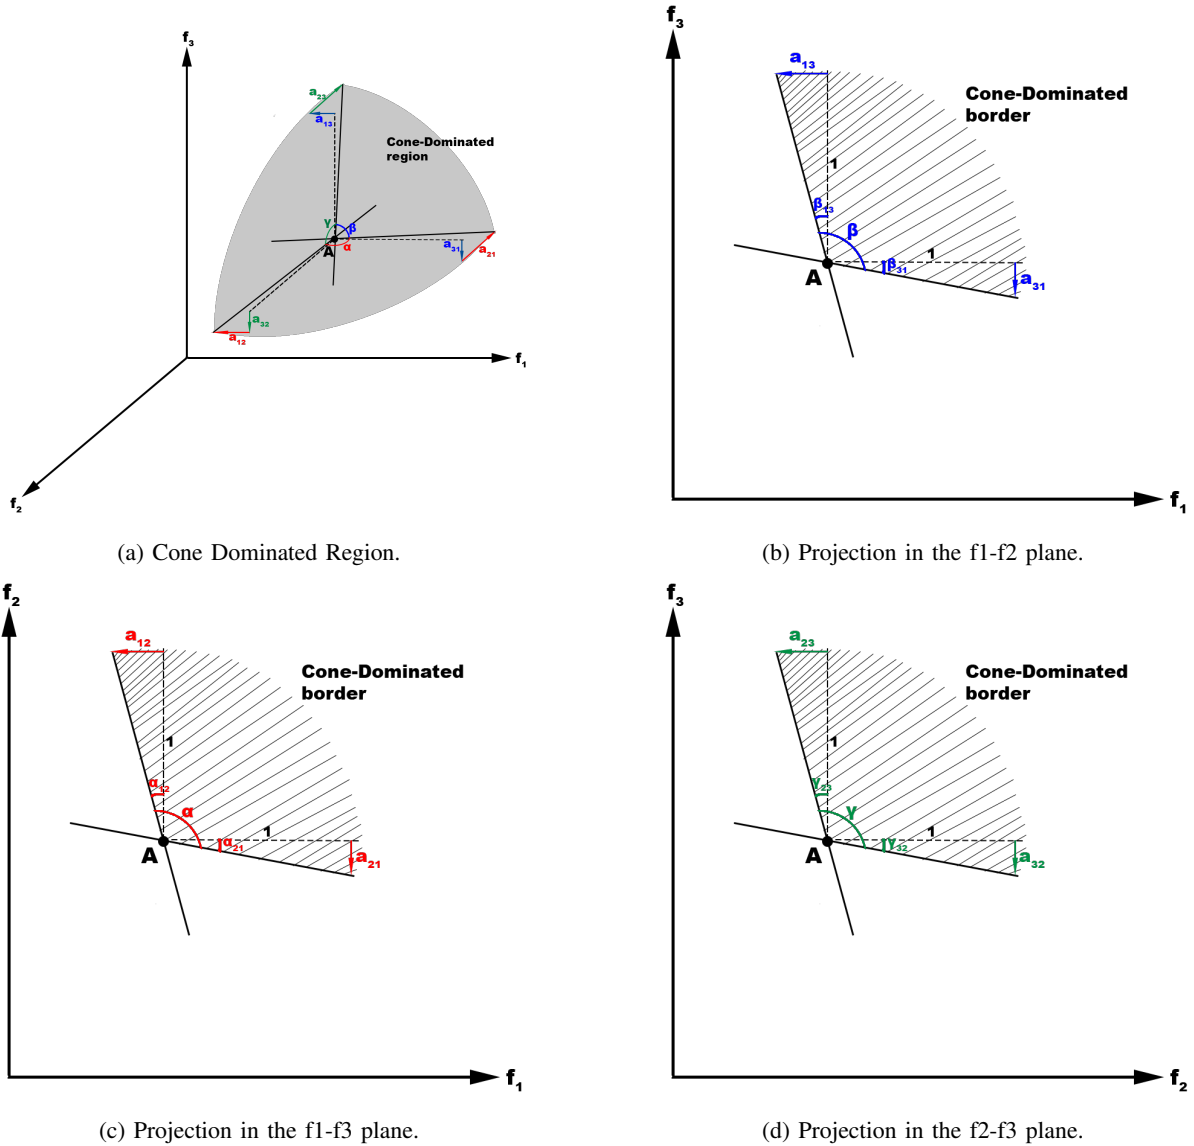 f3
a23
a13
Cone-Dominated
region
γ
β
A
α
a31
a21
a32
a12
f1
f2
(a) Cone Dominated Region.
f3
a13
Cone-Dominated
border
1
β13
β
1
β31
A
a31
f1
(b) Projection in the f1-f2 plane.
f2
a12
Cone-Dominated
border
1
α12
α
1
α21
A
a21
f1
(c) Projection in the f1-f3 plane.
f3
a23
Cone-Dominated
border
1
γ23
γ
1
γ32
A
a32
f2
(d) Projection in the f2-f3 plane.